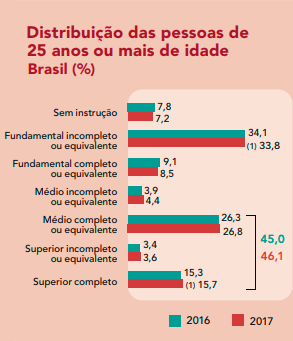 Distribuição das pessoas de
25 anos ou mais de idade
Brasil (%)
Sem instrução
7,8
7,2
Fundamental incompleto
ou equivalente
34,1
(1) 33,8
Fundamental completo
ou equivalente
9,1
8,5
Médio incompleto
ou equivalente
3,9
4,4
Médio completo
ou equivalente
26,3
26,8
Superior incompleto
ou equivalente
3,4
3,6
45,0
46,1
Superior completo
15,3
(1) 15,7
2016
2017